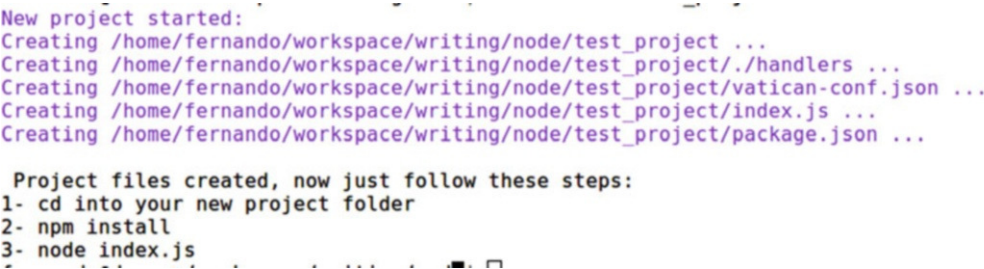 New project started:
Creating /home/fernando/workspace/writing/node/test_project ...
Creating /home/fernando/workspace/writing/node/test_project/./handlers ...
Creating /home/fernando/workspace/writing/node/test_project/vatican-conf.json ...
Creating /home/fernando/workspace/writing/node/test_project/index.js ...
Creating /home/fernando/workspace/writing/node/test_project/package.json ...
Project files created, now just follow these steps:
1- cd into your new project folder
2- npm install
3- node index.js